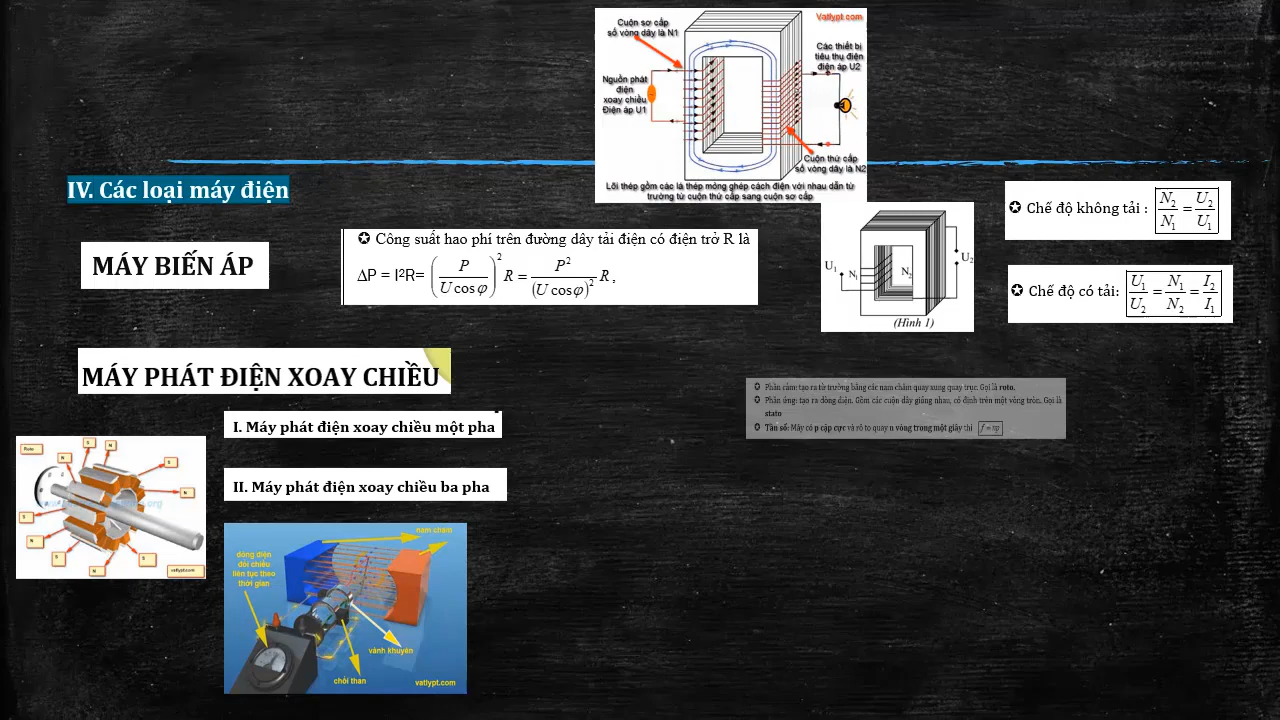 Vatlypt.com
Cuộn sơ cấp
số vòng dây là N1
Các thiết bị
tiêu thụ điện
điện áp U2
Nguồn phát
điện
xoay chiều
Điện áp U1
Cuộn thứ cấp
số vòng dây là N2
Lõi thép gồm các lá thép mỏng ghép cách điện với nhau dẫn từ
trường từ cuộn thứ cấp sang cuộn sơ cấp
IV. Các loại máy điện
MÁY BIẾN ÁP
✪ Công suất hao phí trên đường dây tải điện có điện trở R là
ΔP = I²R= (P / U cosφ)² R = P² / (U cosφ)² R ,
U1 N1 N2 U2
(Hình 1)
✪ Chế độ không tải : N2/N1 = U2/U1
✪ Chế độ có tải: U1/U2 = N1/N2 = I2/I1
MÁY PHÁT ĐIỆN XOAY CHIỀU
✪ Phần cảm: tạo ra từ trường bằng các nam châm quay xung quay trục. Gọi là roto.
✪ Phần ứng: tạo ra dòng điện. Gồm các cuộn dây giống nhau, cố định trên một vòng tròn. Gọi là
stato
✪ Tần số: Máy có p cặp cực và rô to quay n vòng trong một giây thì f = np
I. Máy phát điện xoay chiều một pha
II. Máy phát điện xoay chiều ba pha
Roto
S
N
N
S
N
S
N
S
N
S
vatlypt.com
nam châm
dòng điện
đổi chiều
liên tục theo
thời gian
vành khuyên
chổi than
vatlypt.com